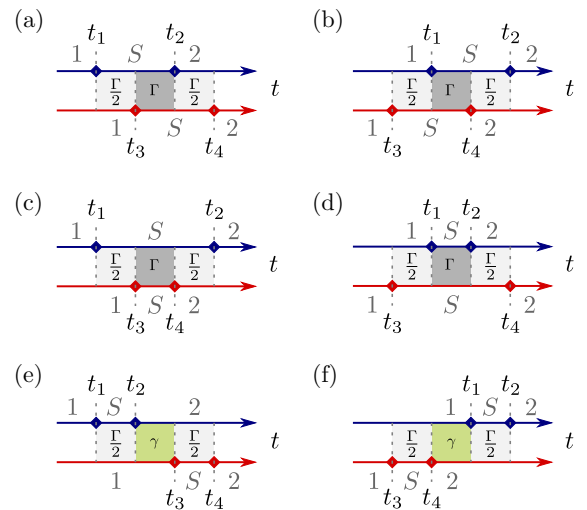 (a)
t₁ t₂
1 S 2
Γ/2 Γ Γ/2 t
1 S 2
t₃ t₄
(b)
t₁ t₂
1 S 2
Γ/2 Γ Γ/2 t
1 S 2
t₃ t₄
(c)
t₁ t₂
1 S 2
Γ/2 Γ Γ/2 t
1 S 2
t₃ t₄
(d)
t₁ t₂
1 S 2
Γ/2 Γ Γ/2 t
1 S 2
t₃ t₄
(e)
t₁ t₂
1 S 2
Γ/2 γ Γ/2 t
1 S 2
t₃ t₄
(f)
t₁ t₂
1 S 2
Γ/2 γ Γ/2 t
1 S 2
t₃ t₄